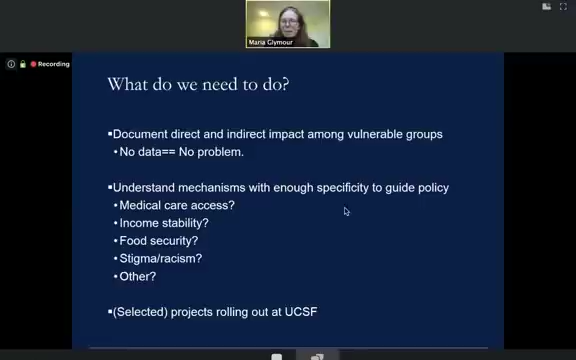 Maria Glymour
Recording
What do we need to do?
▪Document direct and indirect impact among vulnerable groups
•No data== No problem.
▪Understand mechanisms with enough specificity to guide policy
•Medical care access?
•Income stability?
•Food security?
•Stigma/racism?
•Other?
▪(Selected) projects rolling out at UCSF